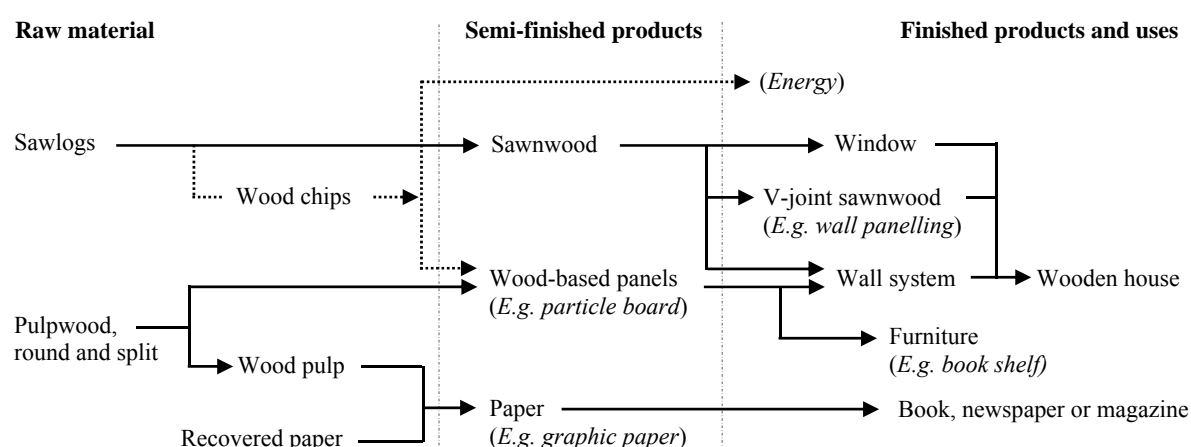 Raw material
Semi-finished products
Finished products and uses
(Energy)
Sawlogs
Sawnwood
Window
Wood chips
V-joint sawnwood
(E.g. wall panelling)
Wood-based panels
(E.g. particle board)
Wall system
Wooden house
Pulpwood,
round and split
Furniture
(E.g. book shelf)
Wood pulp
Paper
(E.g. graphic paper)
Book, newspaper or magazine
Recovered paper